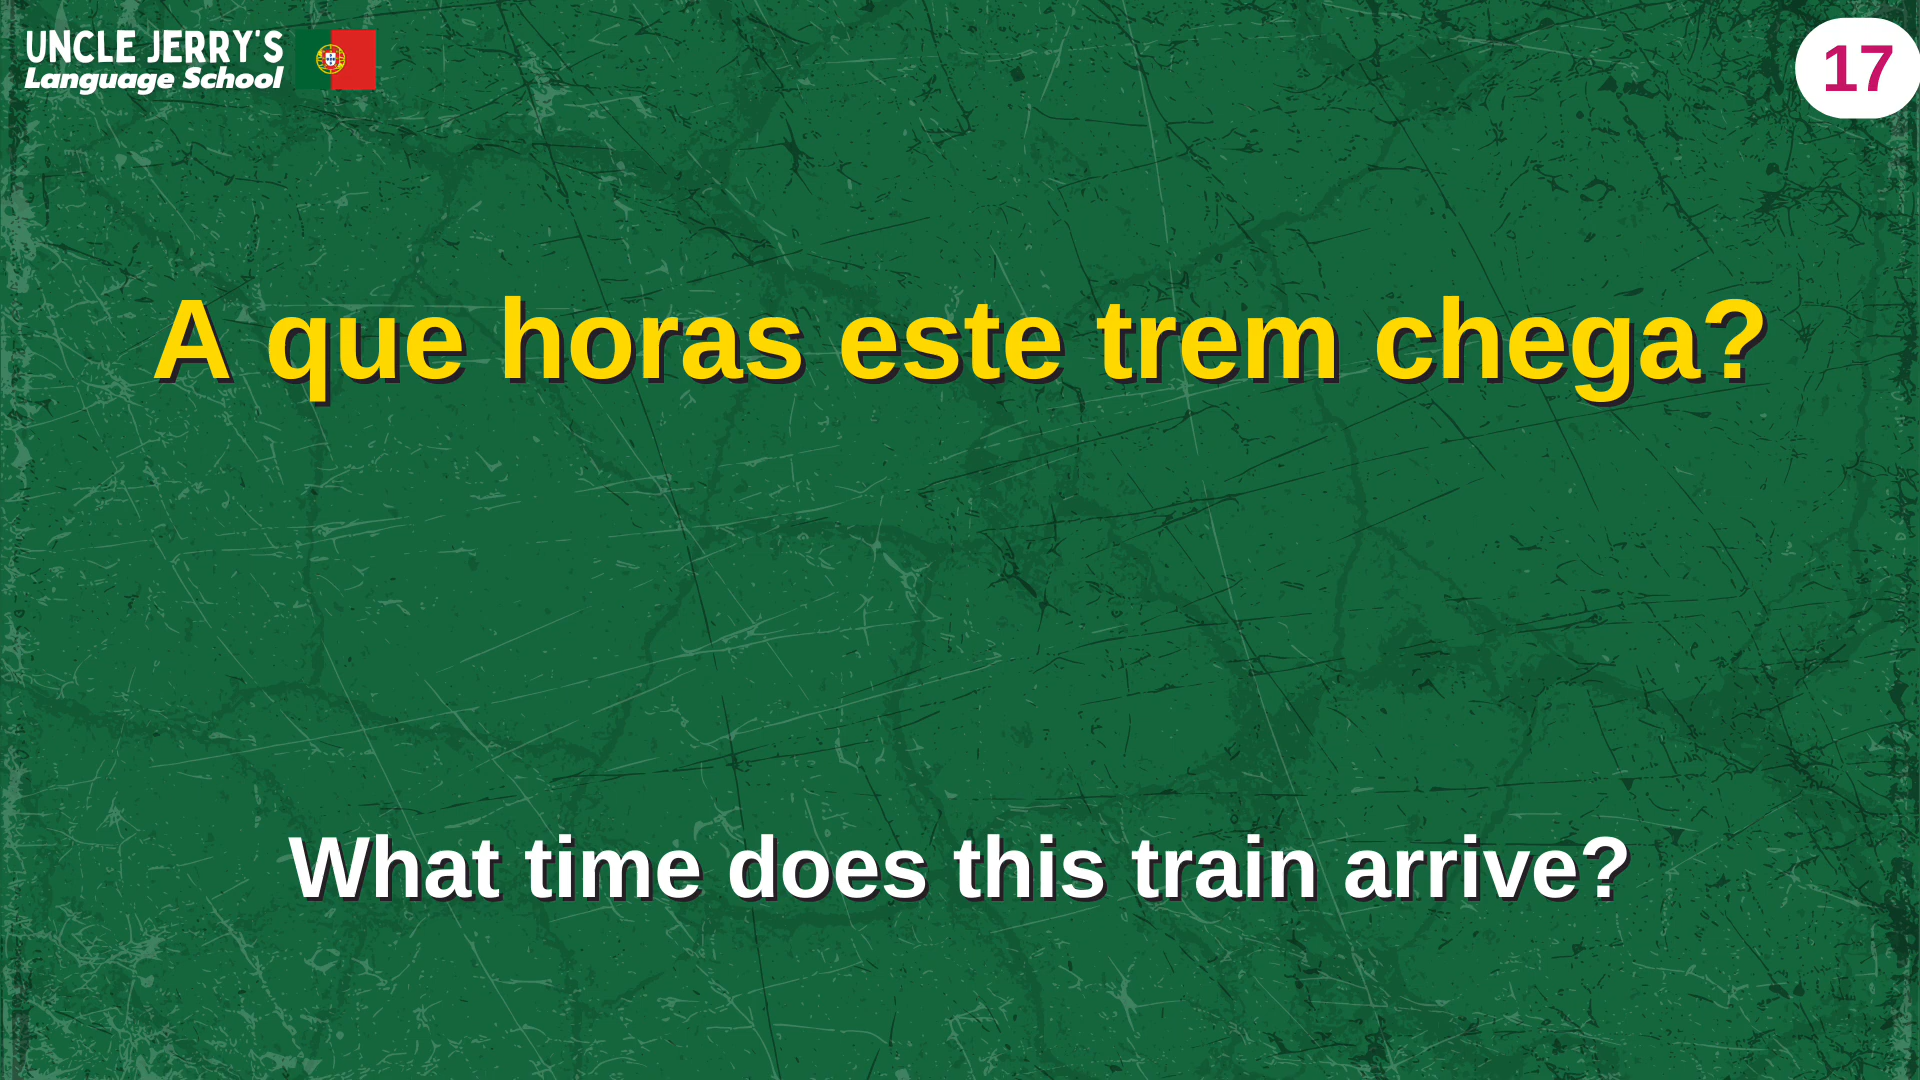 UNCLE JERRY'S
Language School
17
A que horas este trem chega?
What time does this train arrive?